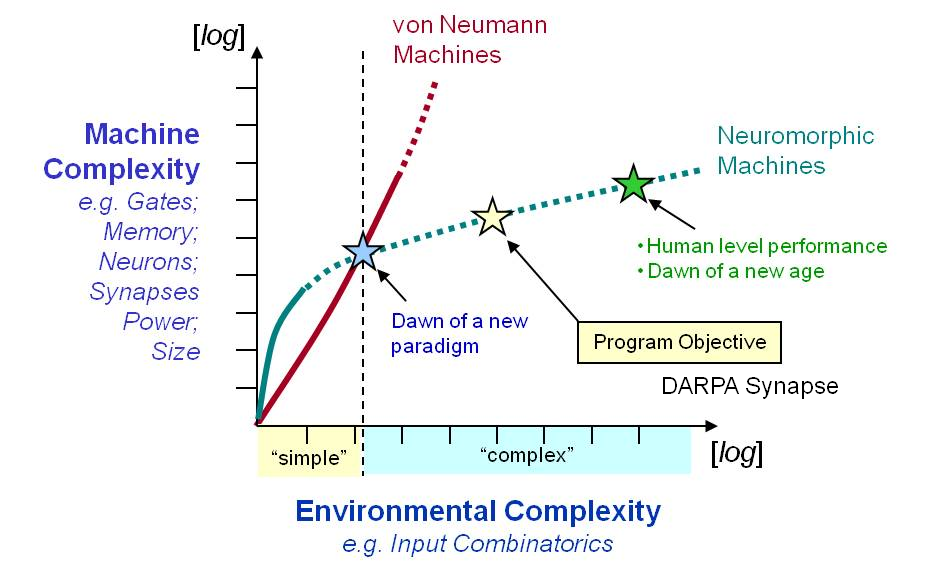 [log]
von Neumann
Machines
Machine
Complexity
e.g. Gates;
Memory;
Neurons;
Synapses
Power;
Size
Neuromorphic
Machines
•Human level performance
•Dawn of a new age
Dawn of a new
paradigm
Program Objective
DARPA Synapse
“simple”
“complex”
[log]
Environmental Complexity
e.g. Input Combinatorics